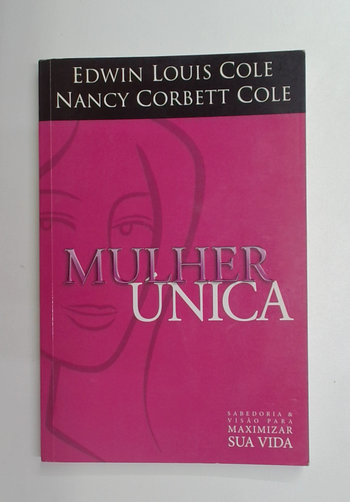 EDWIN LOUIS COLE
NANCY CORBETT COLE
MULHER
ÚNICA
SABEDORIA &
VISÃO PARA
MAXIMIZAR
SUA VIDA